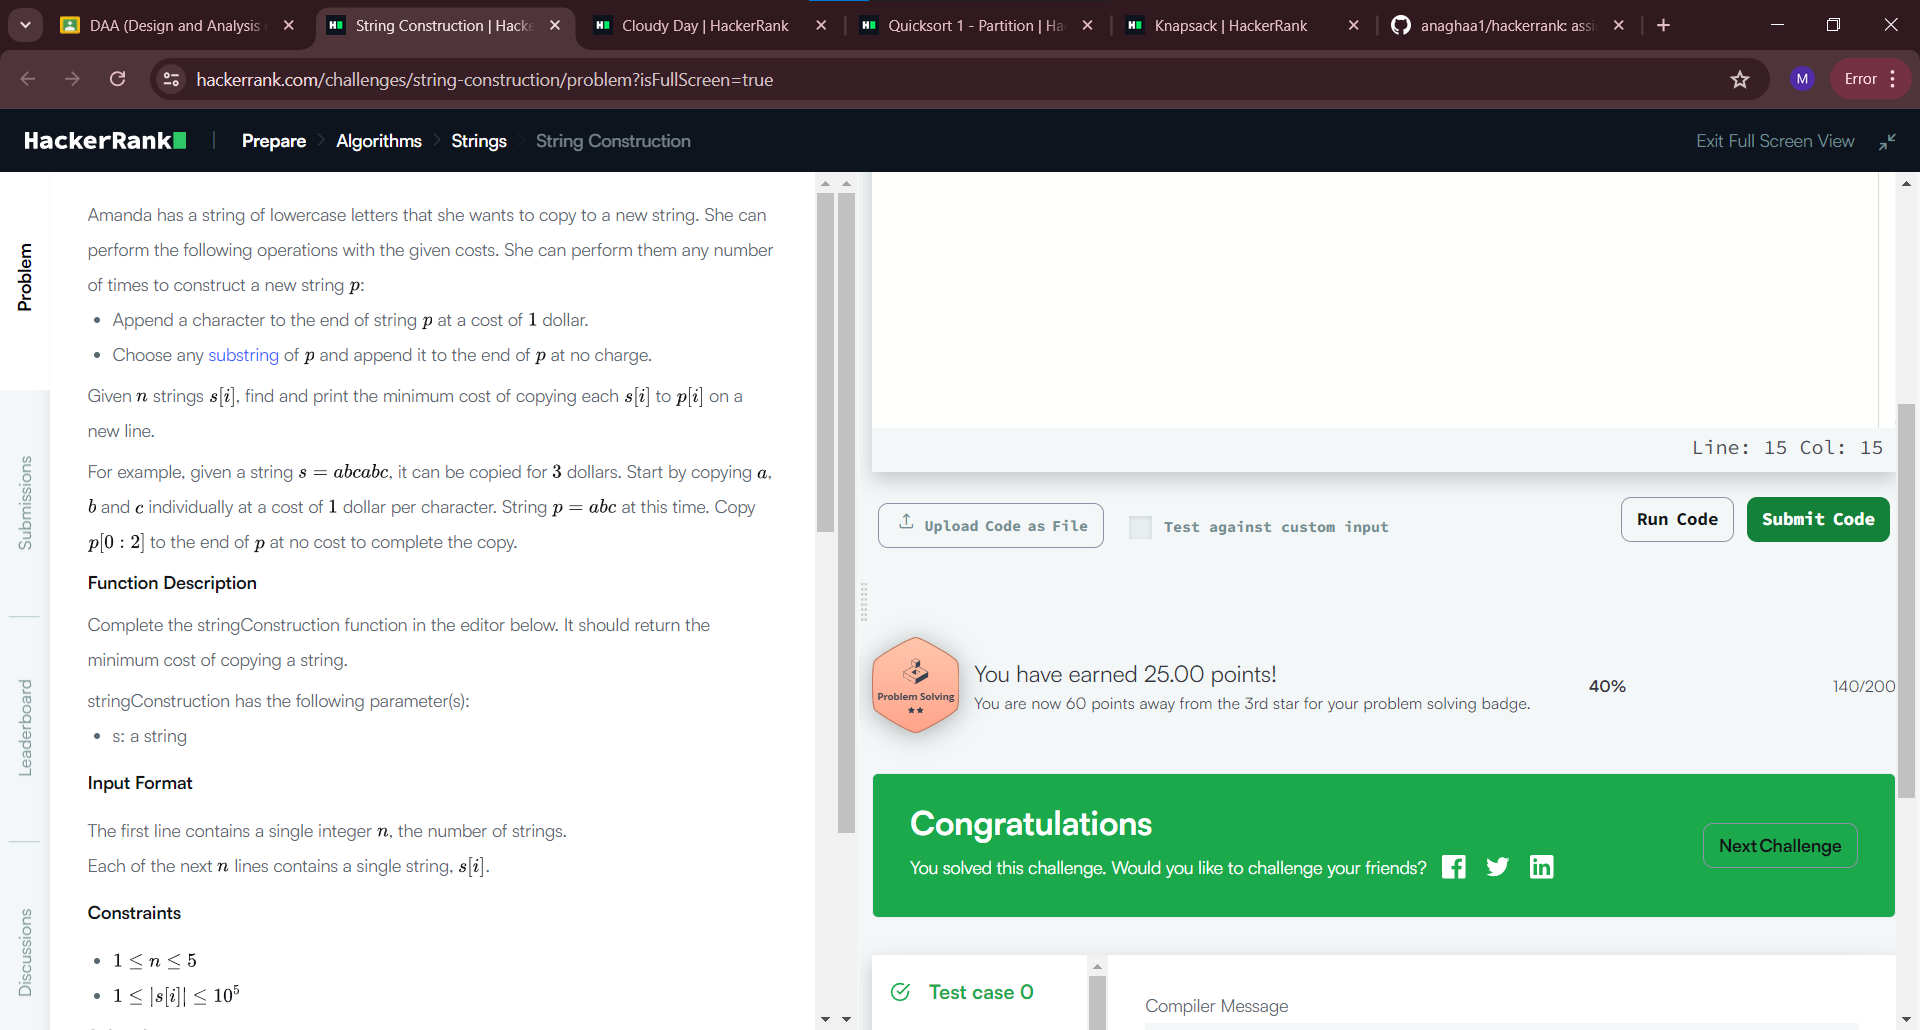 DAA (Design and Analysis
String Construction | Hacke
Cloudy Day | HackerRank
Quicksort 1 - Partition | Ha
Knapsack | HackerRank
anaghaa1/hackerrank: assi
hackerrank.com/challenges/string-construction/problem?isFullScreen=true
M
Error
HackerRank
Prepare
Algorithms
Strings
String Construction
Exit Full Screen View
Problem
Submissions
Leaderboard
Discussions
Amanda has a string of lowercase letters that she wants to copy to a new string. She can
perform the following operations with the given costs. She can perform them any number
of times to construct a new string p:
• Append a character to the end of string p at a cost of 1 dollar.
• Choose any substring of p and append it to the end of p at no charge.
Given n strings s[i], find and print the minimum cost of copying each s[i] to p[i] on a
new line.
For example, given a string s = abcabc, it can be copied for 3 dollars. Start by copying a,
b and c individually at a cost of 1 dollar per character. String p = abc at this time. Copy
p[0 : 2] to the end of p at no cost to complete the copy.
Function Description
Complete the stringConstruction function in the editor below. It should return the
minimum cost of copying a string.
stringConstruction has the following parameter(s):
• s: a string
Input Format
The first line contains a single integer n, the number of strings.
Each of the next n lines contains a single string, s[i].
Constraints
• 1 ≤ n ≤ 5
• 1 ≤ |s[i]| ≤ 10⁵
Line: 15 Col: 15
Upload Code as File
Test against custom input
Run Code
Submit Code
Problem Solving
You have earned 25.00 points!
You are now 60 points away from the 3rd star for your problem solving badge.
40%
140/200
Congratulations
You solved this challenge. Would you like to challenge your friends?
Next Challenge
Test case 0
Compiler Message